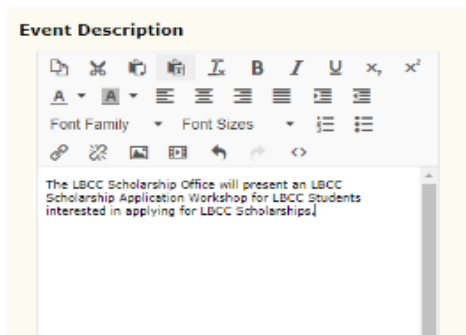 Event Description
B I U x, x²
A A
Font Family Font Sizes
The LBCC Scholarship Office will present an LBCC
Scholarship Application Workshop for LBCC Students
interested in applying for LBCC Scholarships.